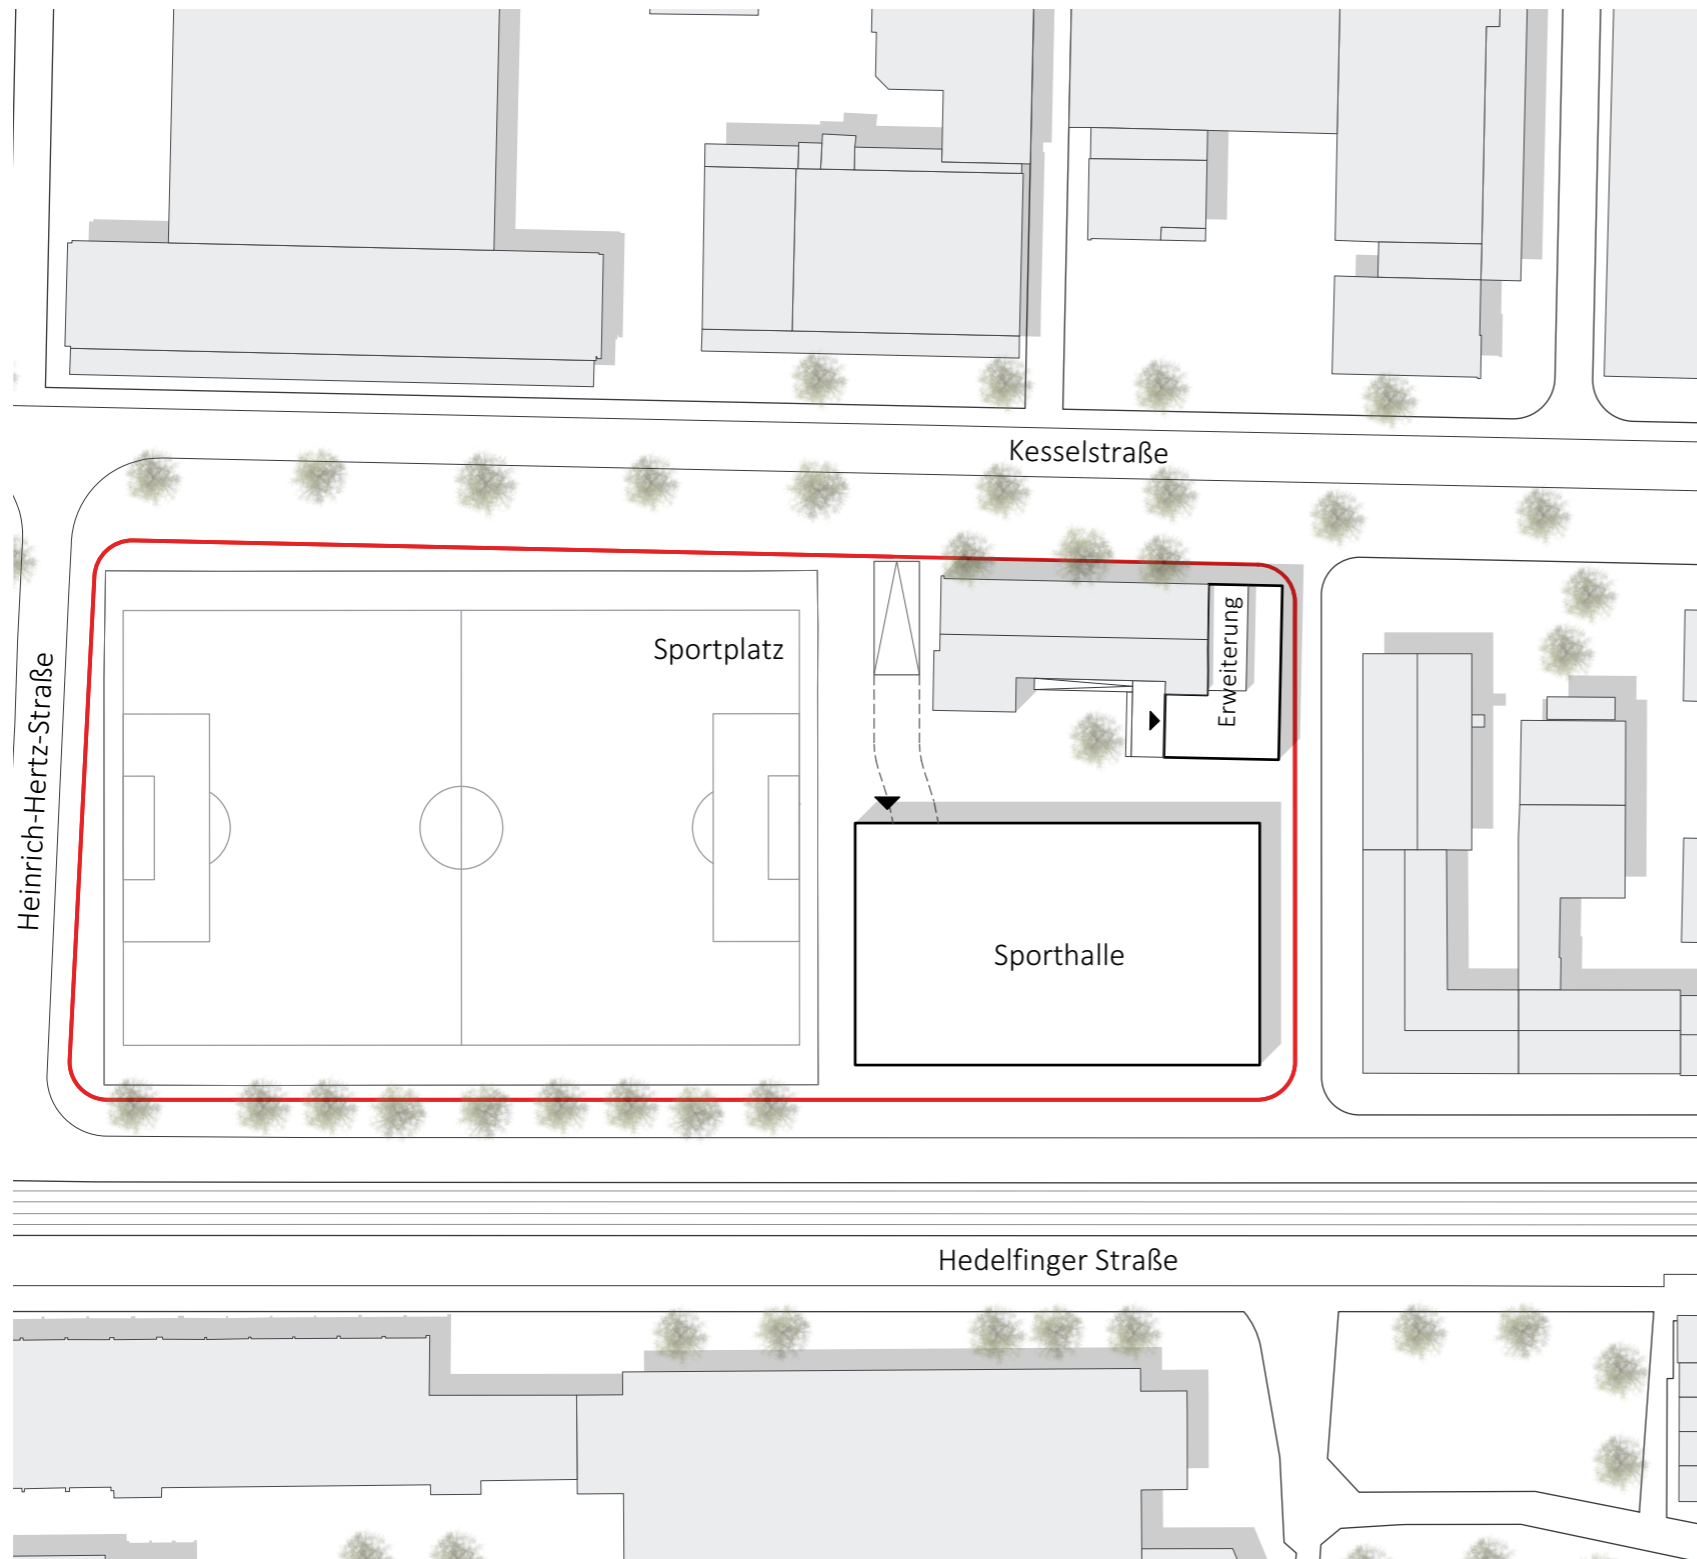 Kesselstraße
Sportplatz
Erweiterung
Heinrich-Hertz-Straße
Sporthalle
Hedelfinger Straße